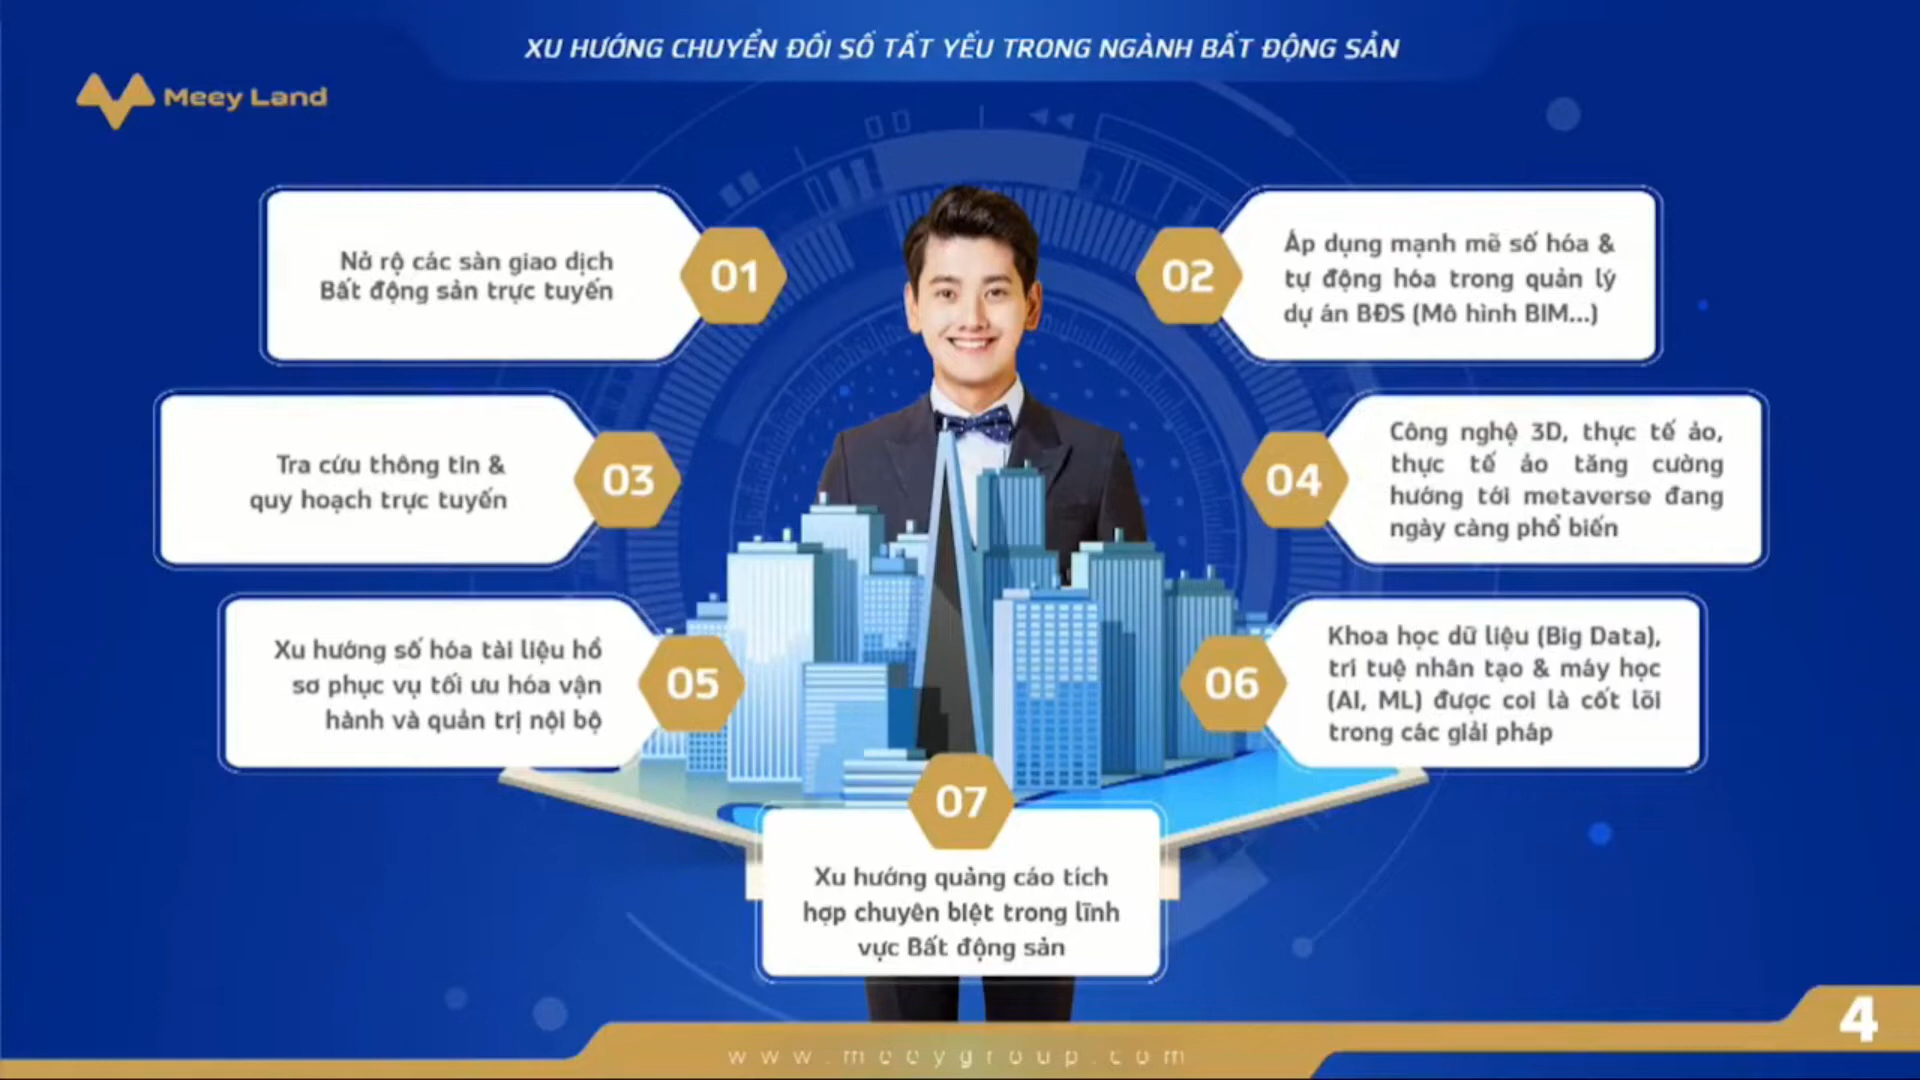 XU HƯỚNG CHUYỂN ĐỔI SỐ TẤT YẾU TRONG NGÀNH BẤT ĐỘNG SẢN
Meey Land
Nở rộ các sàn giao dịch
Bất động sản trực tuyến
01
02
Áp dụng mạnh mẽ số hóa &
tự động hóa trong quản lý
dự án BĐS (Mô hình BIM...)
Tra cứu thông tin &
quy hoạch trực tuyến
03
04
Công nghệ 3D, thực tế ảo,
thực tế ảo tăng cường
hướng tới metaverse đang
ngày càng phổ biến
Xu hướng số hóa tài liệu hồ
sơ phục vụ tối ưu hóa vận
hành và quản trị nội bộ
05
06
Khoa học dữ liệu (Big Data),
trí tuệ nhân tạo & máy học
(AI, ML) được coi là cốt lõi
trong các giải pháp
07
Xu hướng quảng cáo tích
hợp chuyên biệt trong lĩnh
vực Bất động sản
4
www.meeygroup.com